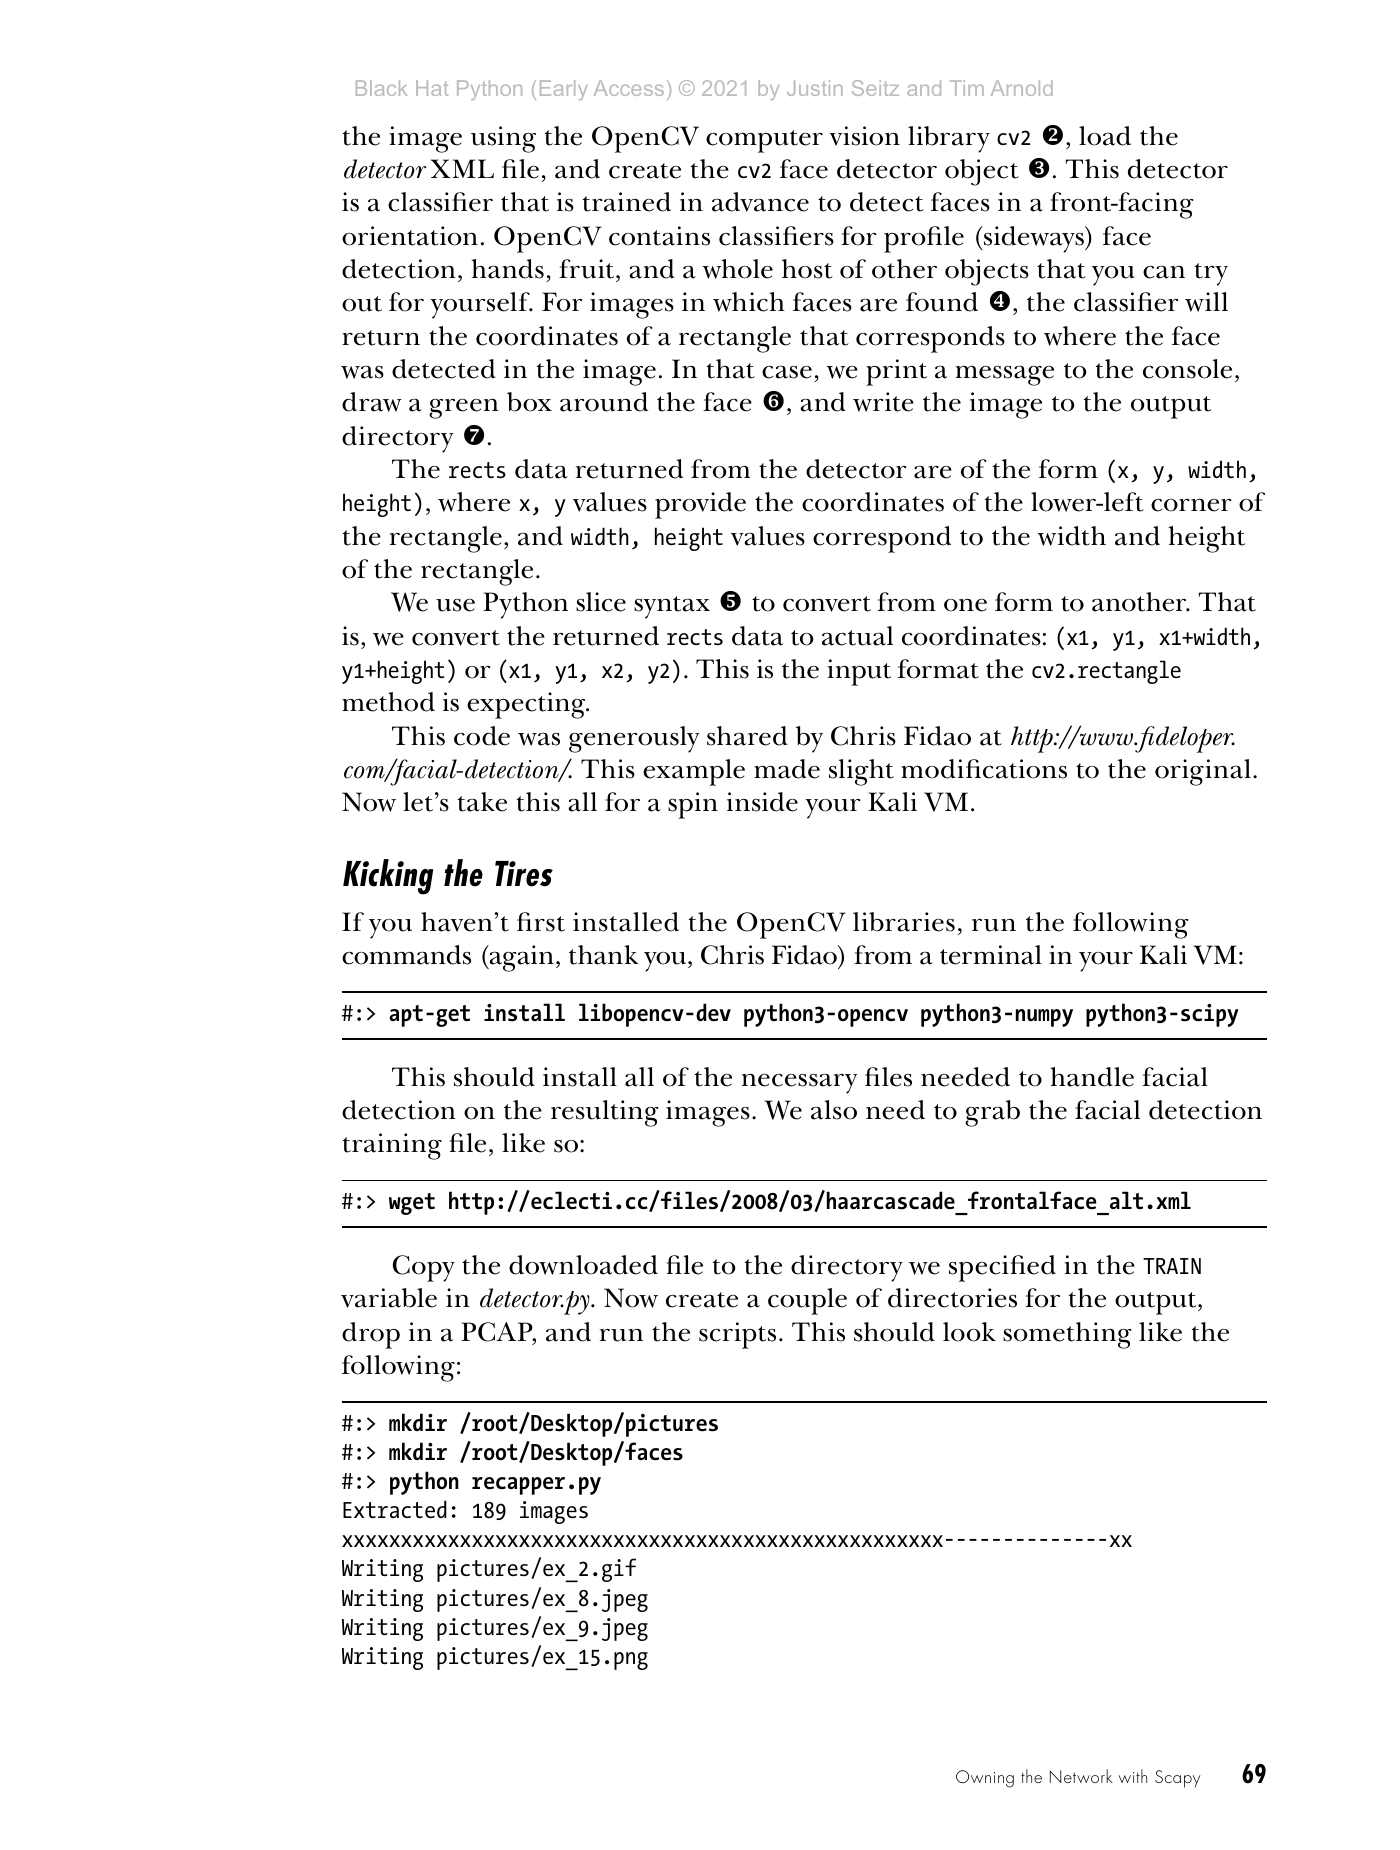 Black Hat Python (Early Access) © 2021 by Justin Seitz and Tim Arnold
the image using the OpenCV computer vision library cv2 ❷, load the
detector XML file, and create the cv2 face detector object ❸. This detector
is a classifier that is trained in advance to detect faces in a front-facing
orientation. OpenCV contains classifiers for profile (sideways) face
detection, hands, fruit, and a whole host of other objects that you can try
out for yourself. For images in which faces are found ❹, the classifier will
return the coordinates of a rectangle that corresponds to where the face
was detected in the image. In that case, we print a message to the console,
draw a green box around the face ❻, and write the image to the output
directory ❼.
The rects data returned from the detector are of the form (x, y, width,
height), where x, y values provide the coordinates of the lower-left corner of
the rectangle, and width, height values correspond to the width and height
of the rectangle.
We use Python slice syntax ❺ to convert from one form to another. That
is, we convert the returned rects data to actual coordinates: (x1, y1, x1+width,
y1+height) or (x1, y1, x2, y2). This is the input format the cv2.rectangle
method is expecting.
This code was generously shared by Chris Fidao at http://www.fideloper.
com/facial-detection/. This example made slight modifications to the original.
Now let’s take this all for a spin inside your Kali VM.
Kicking the Tires
If you haven’t first installed the OpenCV libraries, run the following
commands (again, thank you, Chris Fidao) from a terminal in your Kali VM:
#:> apt-get install libopencv-dev python3-opencv python3-numpy python3-scipy
This should install all of the necessary files needed to handle facial
detection on the resulting images. We also need to grab the facial detection
training file, like so:
#:> wget http://eclecti.cc/files/2008/03/haarcascade_frontalface_alt.xml
Copy the downloaded file to the directory we specified in the TRAIN
variable in detector.py. Now create a couple of directories for the output,
drop in a PCAP, and run the scripts. This should look something like the
following:
#:> mkdir /root/Desktop/pictures
#:> mkdir /root/Desktop/faces
#:> python recapper.py
Extracted: 189 images
xxxxxxxxxxxxxxxxxxxxxxxxxxxxxxxxxxxxxxxxxxxxxxxxxxx--------------xx
Writing pictures/ex_2.gif
Writing pictures/ex_8.jpeg
Writing pictures/ex_9.jpeg
Writing pictures/ex_15.png
Owning the Network with Scapy 69